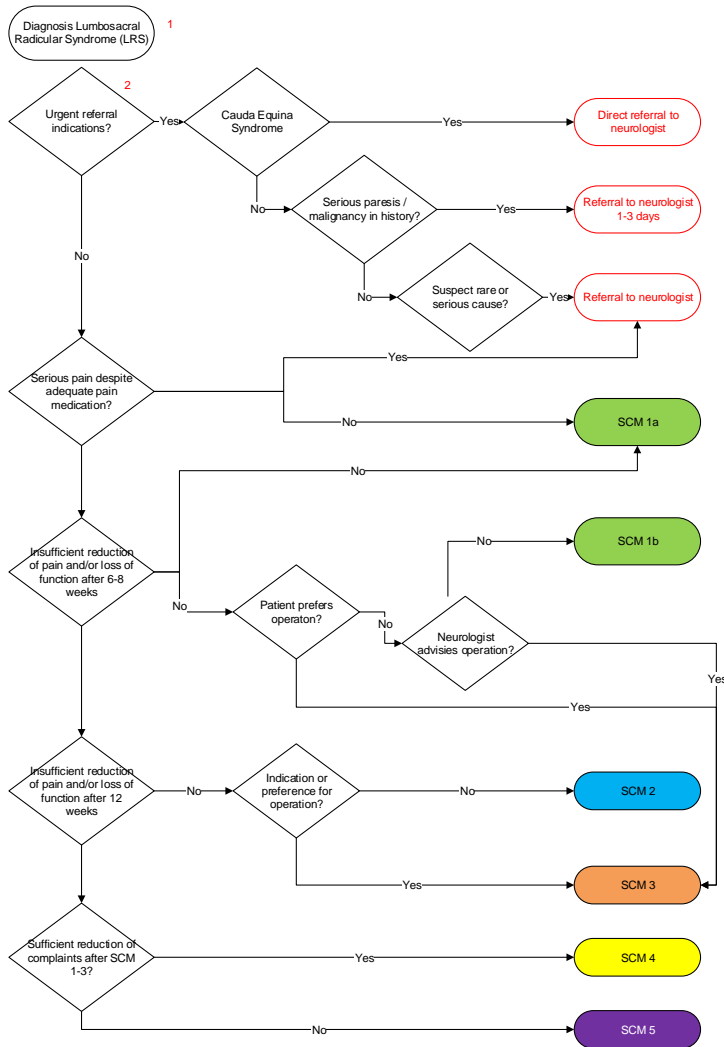 Diagnosis Lumbosacral
Radicular Syndrome (LRS)
1
2
Urgent referral
indications?
Yes
Cauda Equina
Syndrome
Yes
Direct referral to
neurologist
No
Serious paresis /
malignancy in history?
Yes
Referral to neurologist
1-3 days
No
No
Suspect rare or
serious cause?
Yes
Referral to neurologist
Serious pain despite
adequate pain
medication?
Yes
No
SCM 1a
No
Insufficient reduction
of pain and/or loss of
function after 6-8
weeks
No
SCM 1b
No
Patient prefers
operaton?
No
Neurologist
advisies operation?
Yes
Yes
Insufficient reduction
of pain and/or loss of
function after 12
weeks
No
Indication or
preference for
operation?
No
SCM 2
Yes
SCM 3
Sufficient reduction of
complaints after SCM
1-3?
Yes
SCM 4
No
SCM 5